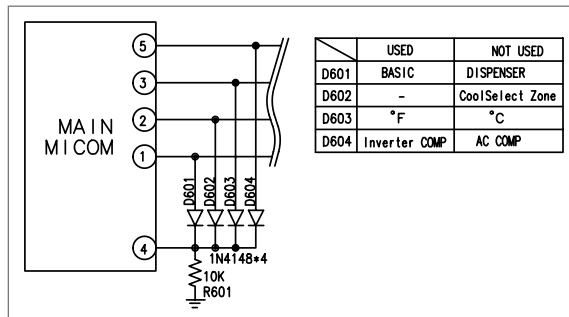 5
3
2
1
4
MAIN
MICOM
D601
D602
D603
D604
1N4148*4
10K
R601
USED NOT USED
D601 BASIC DISPENSER
D602 - CoolSelect Zone
D603 °F °C
D604 Inverter COMP AC COMP